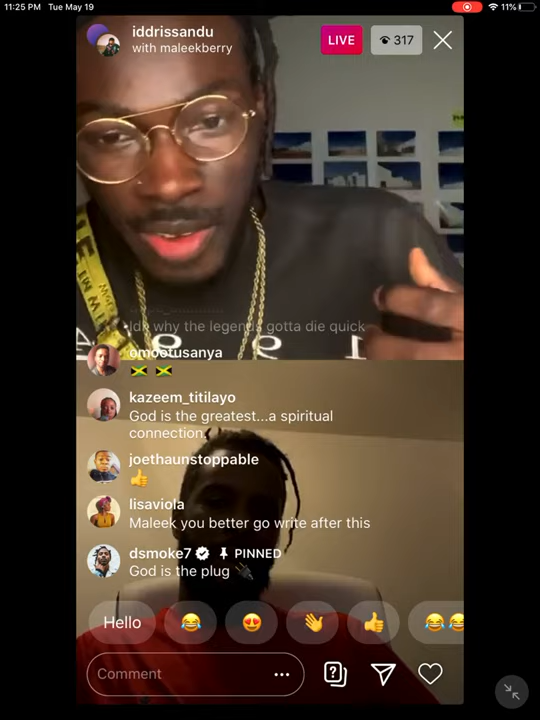 11:25 PM Tue May 19
11%
iddrissandu
with maleekberry
LIVE
317
Idk why the legends gotta die quick
omootusanya
🇯🇲 🇯🇲
kazeem_titilayo
God is the greatest...a spiritual
connection.
joethaunstoppable
👍
lisaviola
Maleek you better go write after this
dsmoke7 PINNED
God is the plug 🔌
Hello 😂 😍 👋 👍 😂😂
Comment